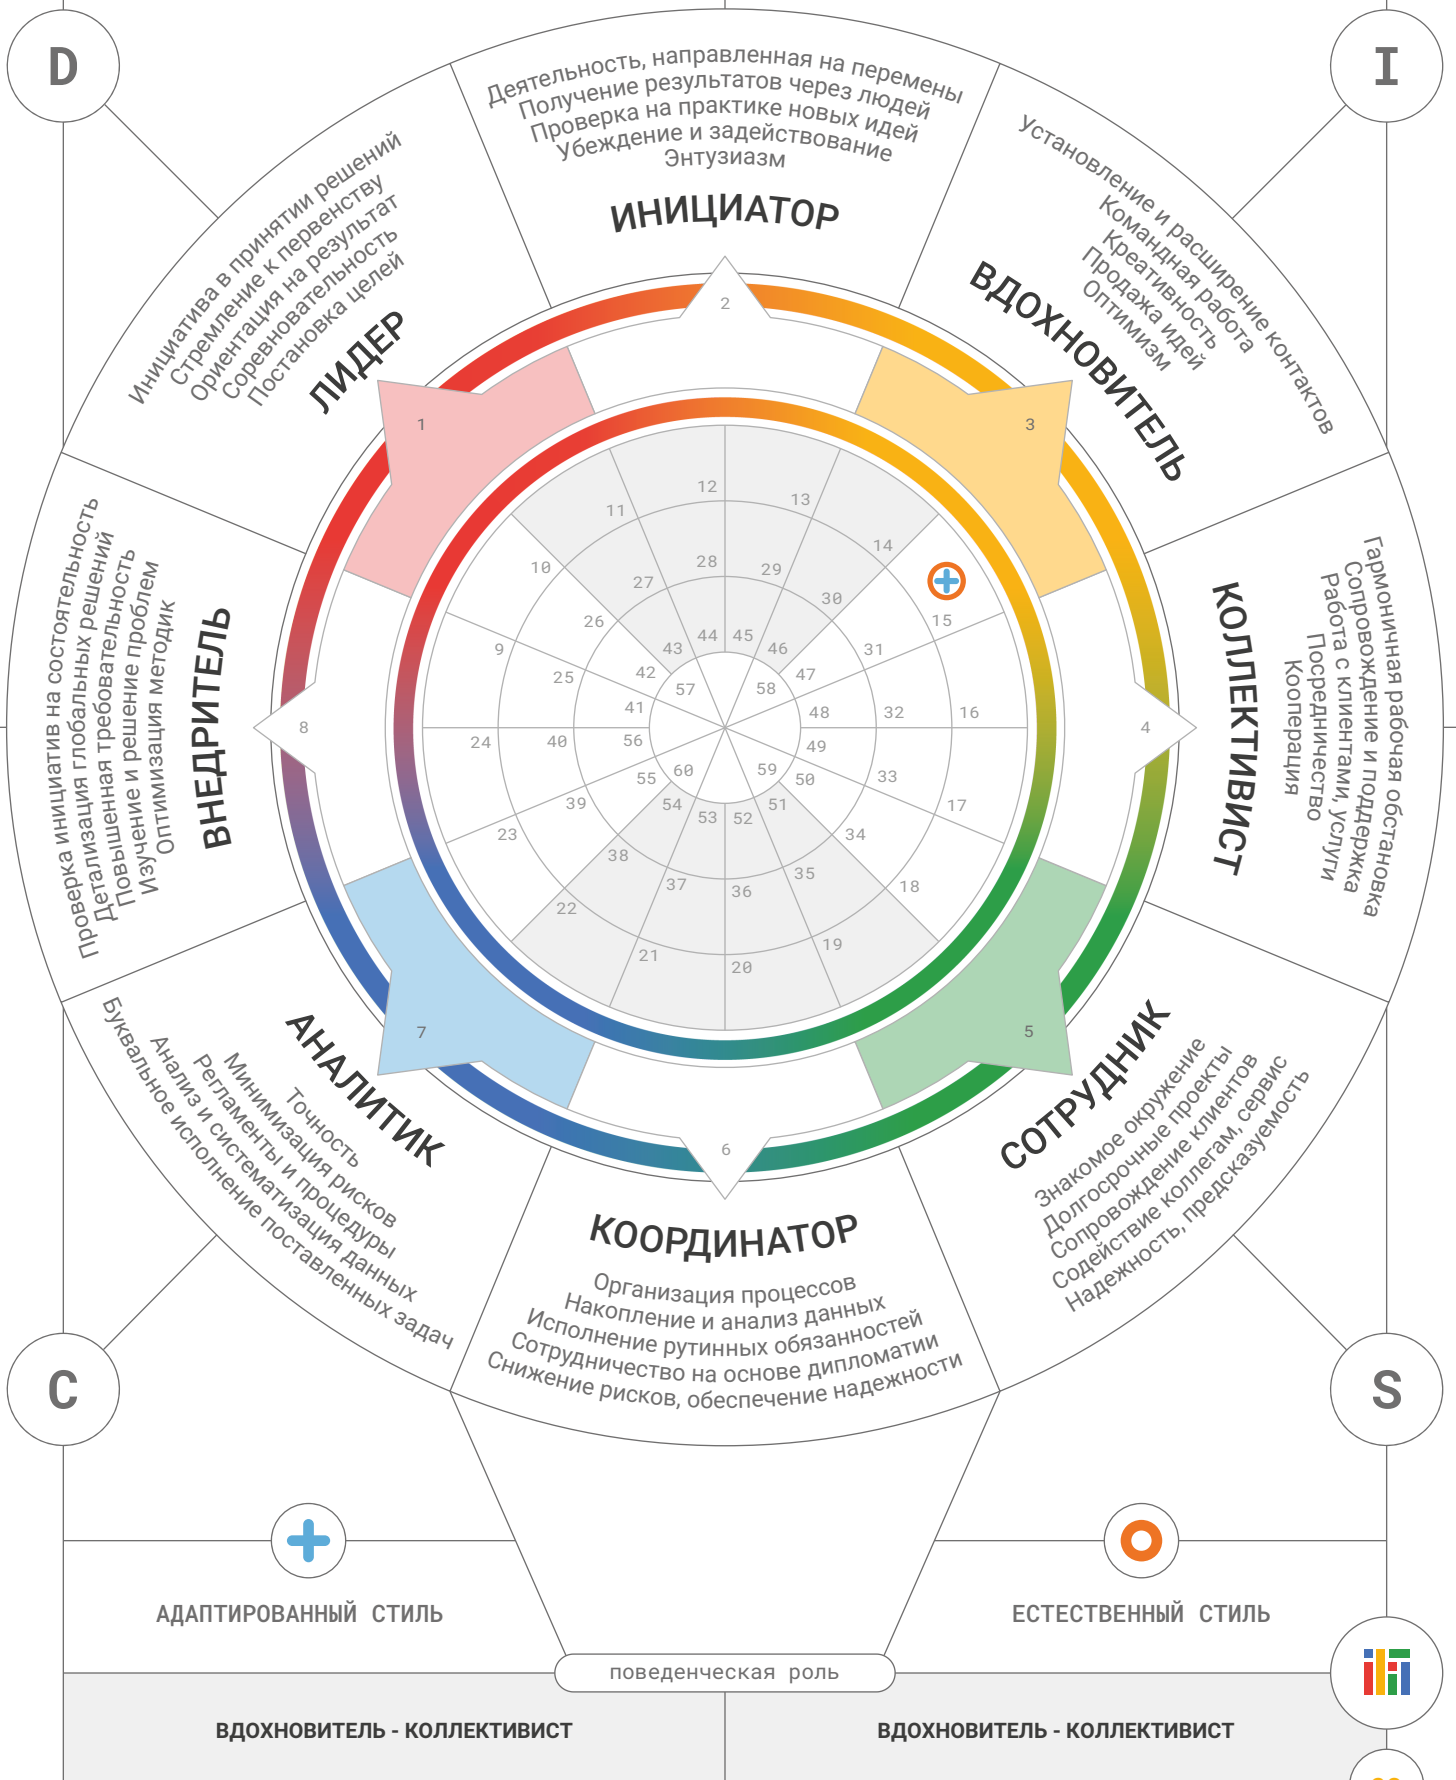 D
I
Деятельность, направленная на перемены
Получение результатов через людей
Проверка на практике новых идей
Убеждение и задействование
Энтузиазм
ИНИЦИАТОР
Инициатива в принятии решений
Стремление к первенству
Ориентация на результат
Соревновательность
Постановка целей
ЛИДЕР
Установление и расширение контактов
Командная работа
Креативность
Продажа идей
Оптимизм
ВДОХНОВИТЕЛЬ
Гармоничная рабочая обстановка
Сопровождение и поддержка
Работа с клиентами, услуги
Посредничество
Кооперация
КОЛЛЕКТИВИСТ
Проверка инициатив на состоятельность
Детализация глобальных решений
Повышенная требовательность
Изучение и решение проблем
Оптимизация методик
ВНЕДРИТЕЛЬ
2
1
3
8
4
7
5
6
12
13
11
14
10
28
29
27
30
15
26
9
31
44
45
43
46
42
47
25
57
58
41
48
32
16
24
40
56
49
60
59
55
50
33
39
54
51
17
53
52
23
34
38
35
37
36
18
22
19
21
20
АНАЛИТИК
Точность
Минимизация рисков
Регламенты и процедуры
Анализ и систематизация данных
Буквальное исполнение поставленных задач
СОТРУДНИК
Знакомое окружение
Долгосрочные проекты
Сопровождение клиентов
Содействие коллегам, сервис
Надежность, предсказуемость
КООРДИНАТОР
Организация процессов
Накопление и анализ данных
Исполнение рутинных обязанностей
Сотрудничество на основе дипломатии
Снижение рисков, обеспечение надежности
C
S
АДАПТИРОВАННЫЙ СТИЛЬ
ЕСТЕСТВЕННЫЙ СТИЛЬ
поведенческая роль
ВДОХНОВИТЕЛЬ - КОЛЛЕКТИВИСТ
ВДОХНОВИТЕЛЬ - КОЛЛЕКТИВИСТ